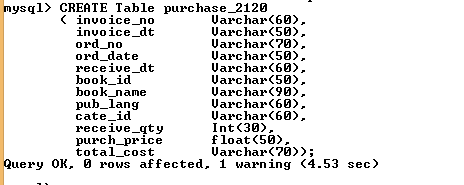 mysql> CREATE Table purchase_2120
( invoice_no Varchar(60),
invoice_dt Varchar(50),
ord_no Varchar(70),
ord_date Varchar(50),
receive_dt Varchar(60),
book_id Varchar(50),
book_name Varchar(90),
pub_lang Varchar(60),
cate_id Varchar(60),
receive_qty Int(30),
purch_price float(50),
total_cost Varchar(70));
Query OK, 0 rows affected, 1 warning (4.53 sec)